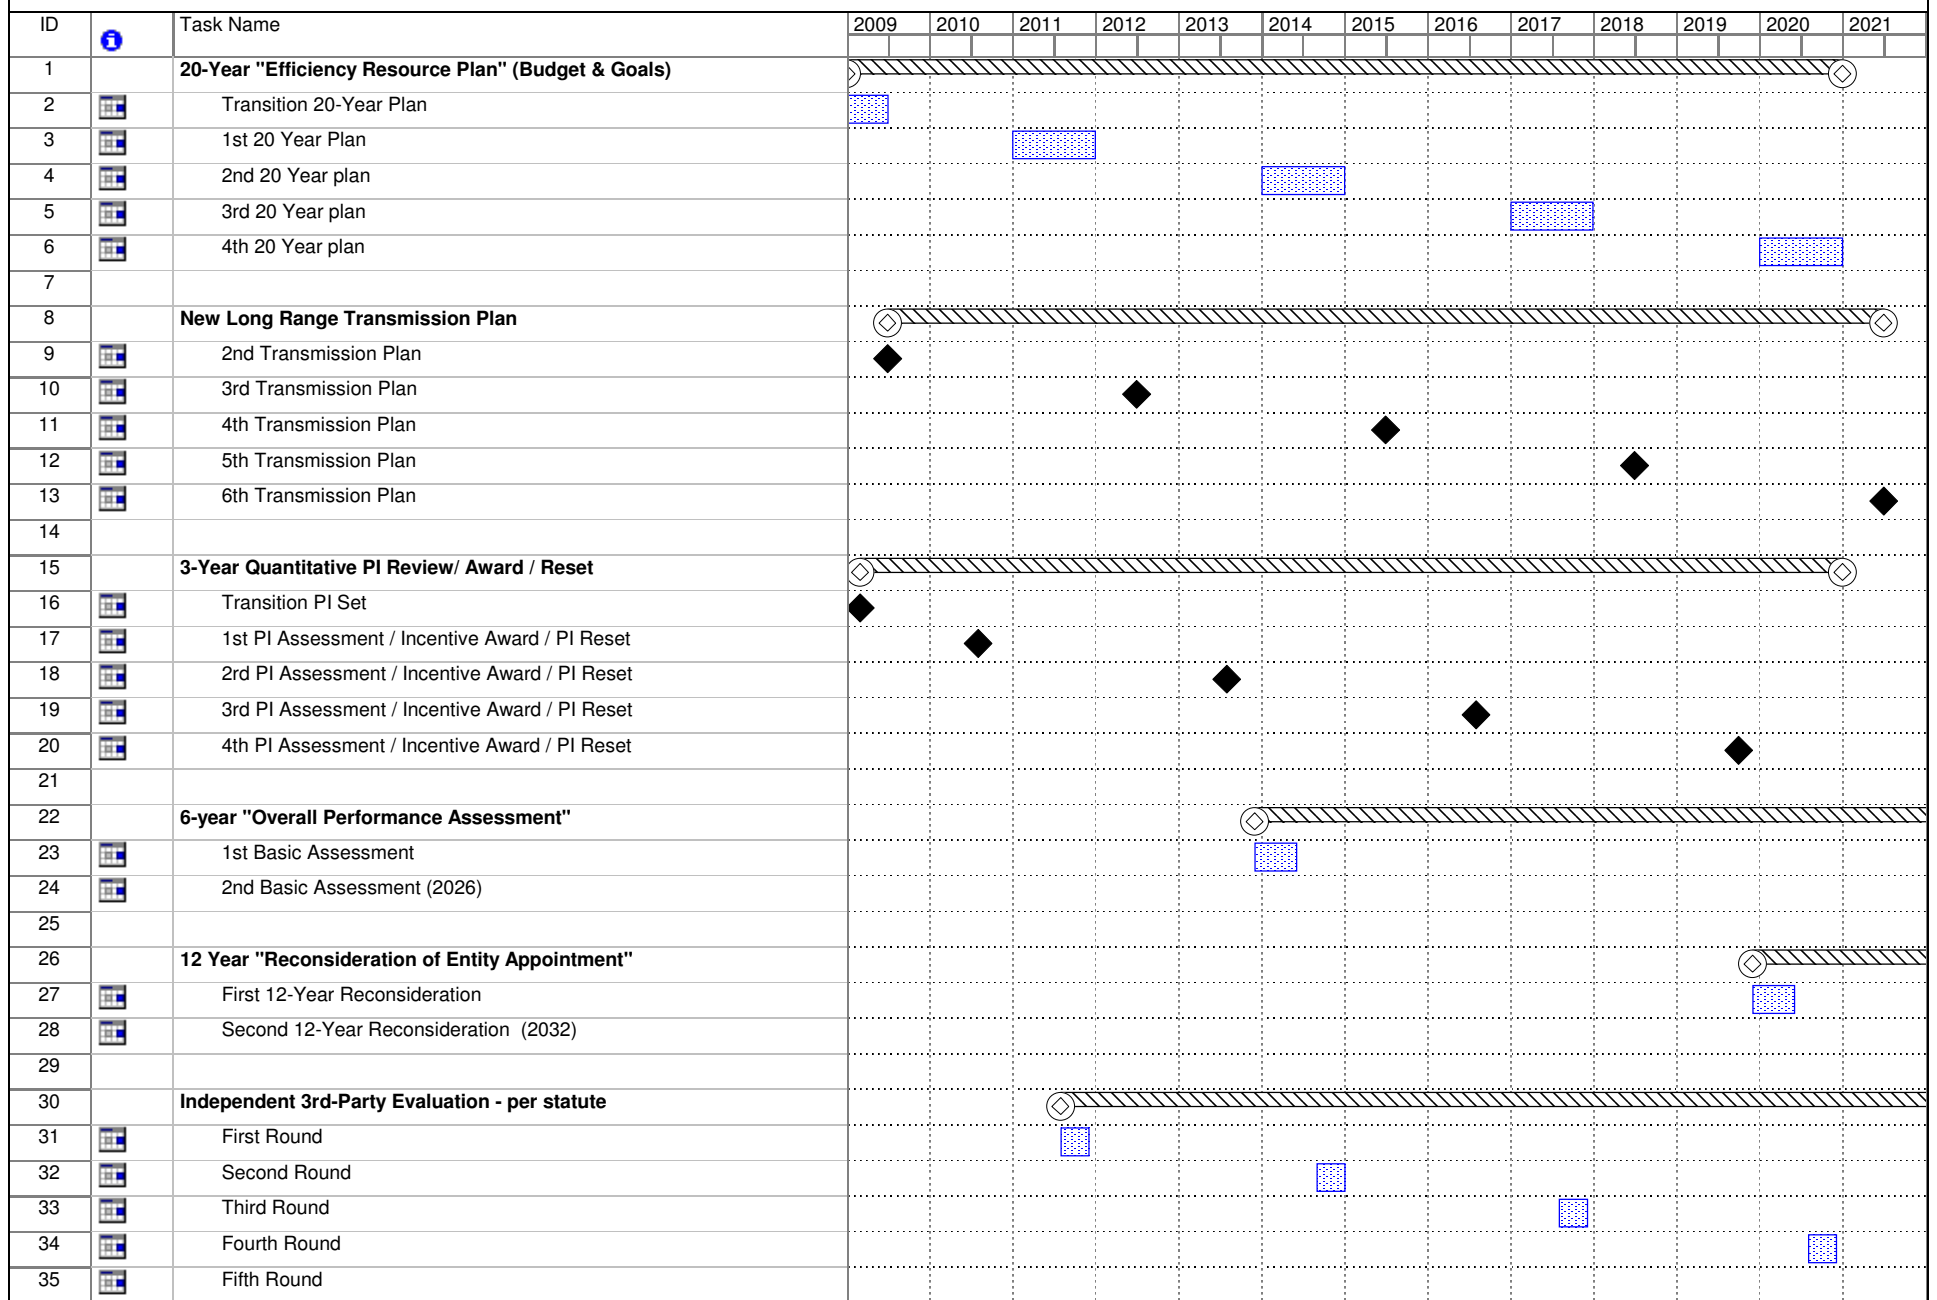 ID Task Name 2009 2010 2011 2012 2013 2014 2015 2016 2017 2018 2019 2020 2021
1 20-Year "Efficiency Resource Plan" (Budget & Goals)
2 Transition 20-Year Plan
3 1st 20 Year Plan
4 2nd 20 Year plan
5 3rd 20 Year plan
6 4th 20 Year plan
7
8 New Long Range Transmission Plan
9 2nd Transmission Plan
10 3rd Transmission Plan
11 4th Transmission Plan
12 5th Transmission Plan
13 6th Transmission Plan
14
15 3-Year Quantitative PI Review/ Award / Reset
16 Transition PI Set
17 1st PI Assessment / Incentive Award / PI Reset
18 2rd PI Assessment / Incentive Award / PI Reset
19 3rd PI Assessment / Incentive Award / PI Reset
20 4th PI Assessment / Incentive Award / PI Reset
21
22 6-year "Overall Performance Assessment"
23 1st Basic Assessment
24 2nd Basic Assessment (2026)
25
26 12 Year "Reconsideration of Entity Appointment"
27 First 12-Year Reconsideration
28 Second 12-Year Reconsideration (2032)
29
30 Independent 3rd-Party Evaluation - per statute
31 First Round
32 Second Round
33 Third Round
34 Fourth Round
35 Fifth Round